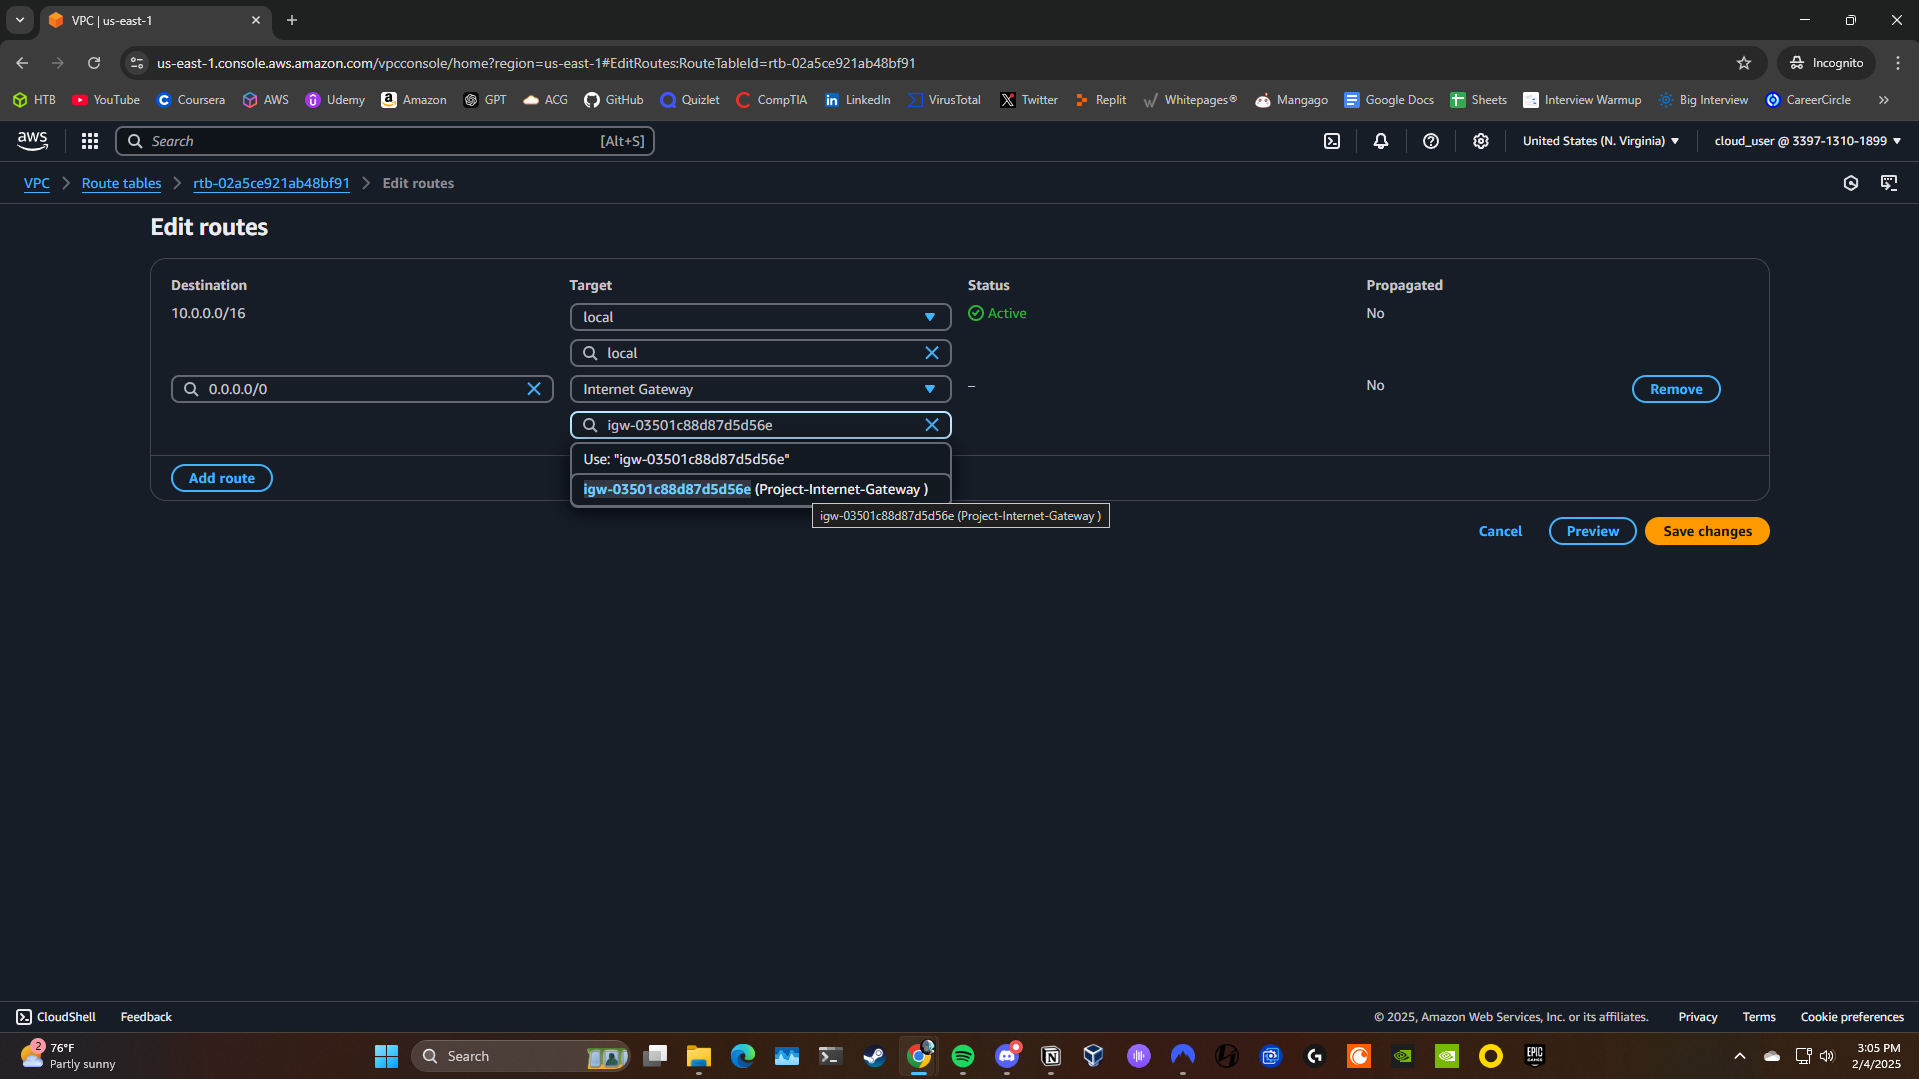 VPC | us-east-1
us-east-1.console.aws.amazon.com/vpcconsole/home?region=us-east-1#EditRoutes:RouteTableId=rtb-02a5ce921ab48bf91
Incognito
HTB YouTube Coursera AWS Udemy Amazon GPT ACG GitHub Quizlet CompTIA LinkedIn VirusTotal Twitter Replit Whitepages® Mangago Google Docs Sheets Interview Warmup Big Interview CareerCircle
aws Search [Alt+S] United States (N. Virginia) cloud_user @ 3397-1310-1899
VPC Route tables rtb-02a5ce921ab48bf91 Edit routes
Edit routes
Destination Target Status Propagated
10.0.0.0/16 local Active No
local
0.0.0.0/0 Internet Gateway – No Remove
igw-03501c88d87d5d56e
Use: "igw-03501c88d87d5d56e"
Add route
igw-03501c88d87d5d56e (Project-Internet-Gateway )
igw-03501c88d87d5d56e (Project-Internet-Gateway )
Cancel Preview Save changes
CloudShell Feedback © 2025, Amazon Web Services, Inc. or its affiliates. Privacy Terms Cookie preferences
2 76°F
Partly sunny
Search
EPIC GAMES
3:05 PM
2/4/2025